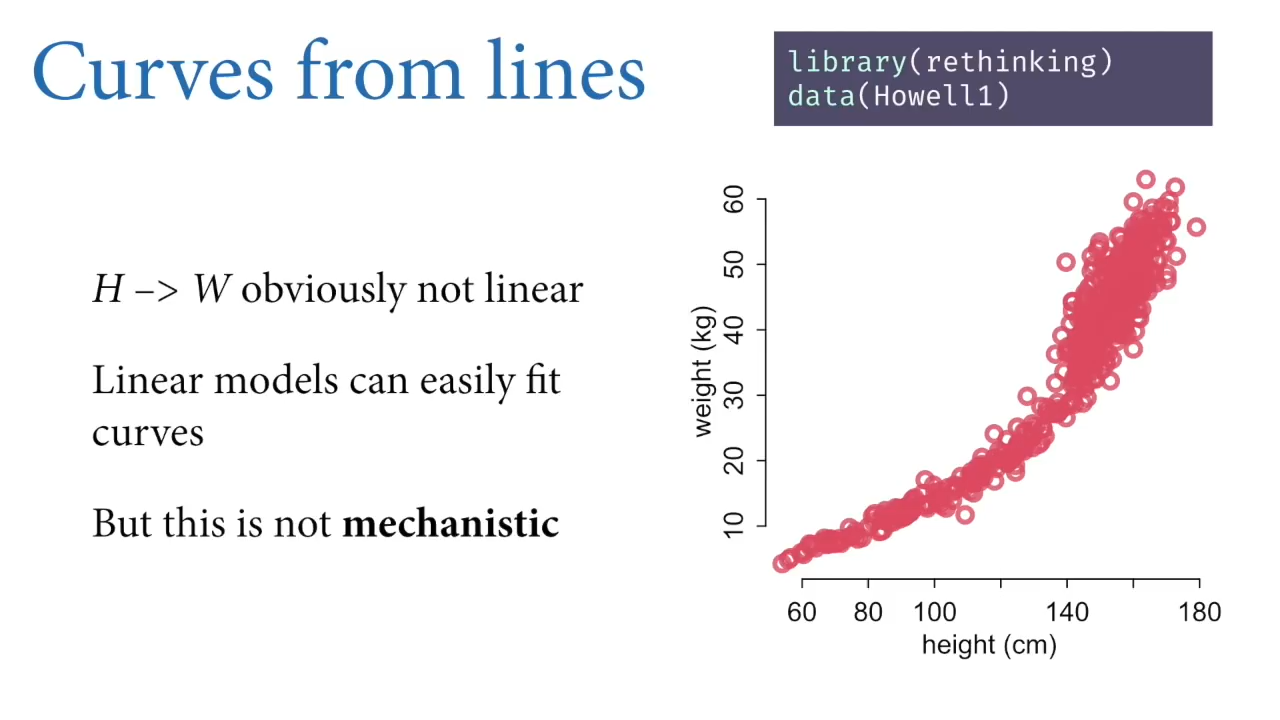 Curves from lines
library(rethinking)
data(Howell1)
H –> W obviously not linear
Linear models can easily fit
curves
But this is not mechanistic
weight (kg)
60
50
40
30
20
10
60 80 100 140 180
height (cm)